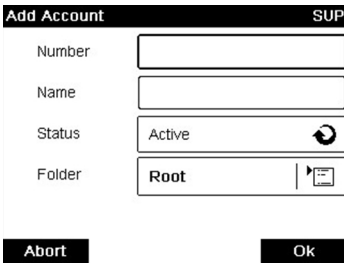 Add Account SUP
Number
Name
Status Active
Folder Root
Abort Ok